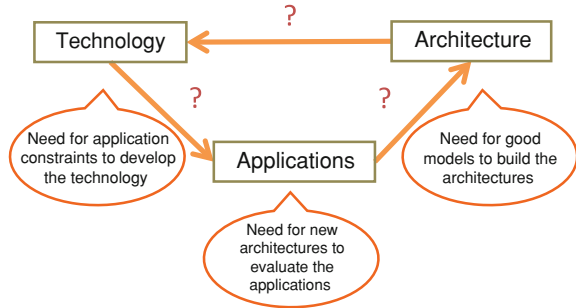 ?
Technology
Architecture
?
?
Need for application
constraints to develop
the technology
Applications
Need for good
models to build the
architectures
Need for new
architectures to
evaluate the
applications